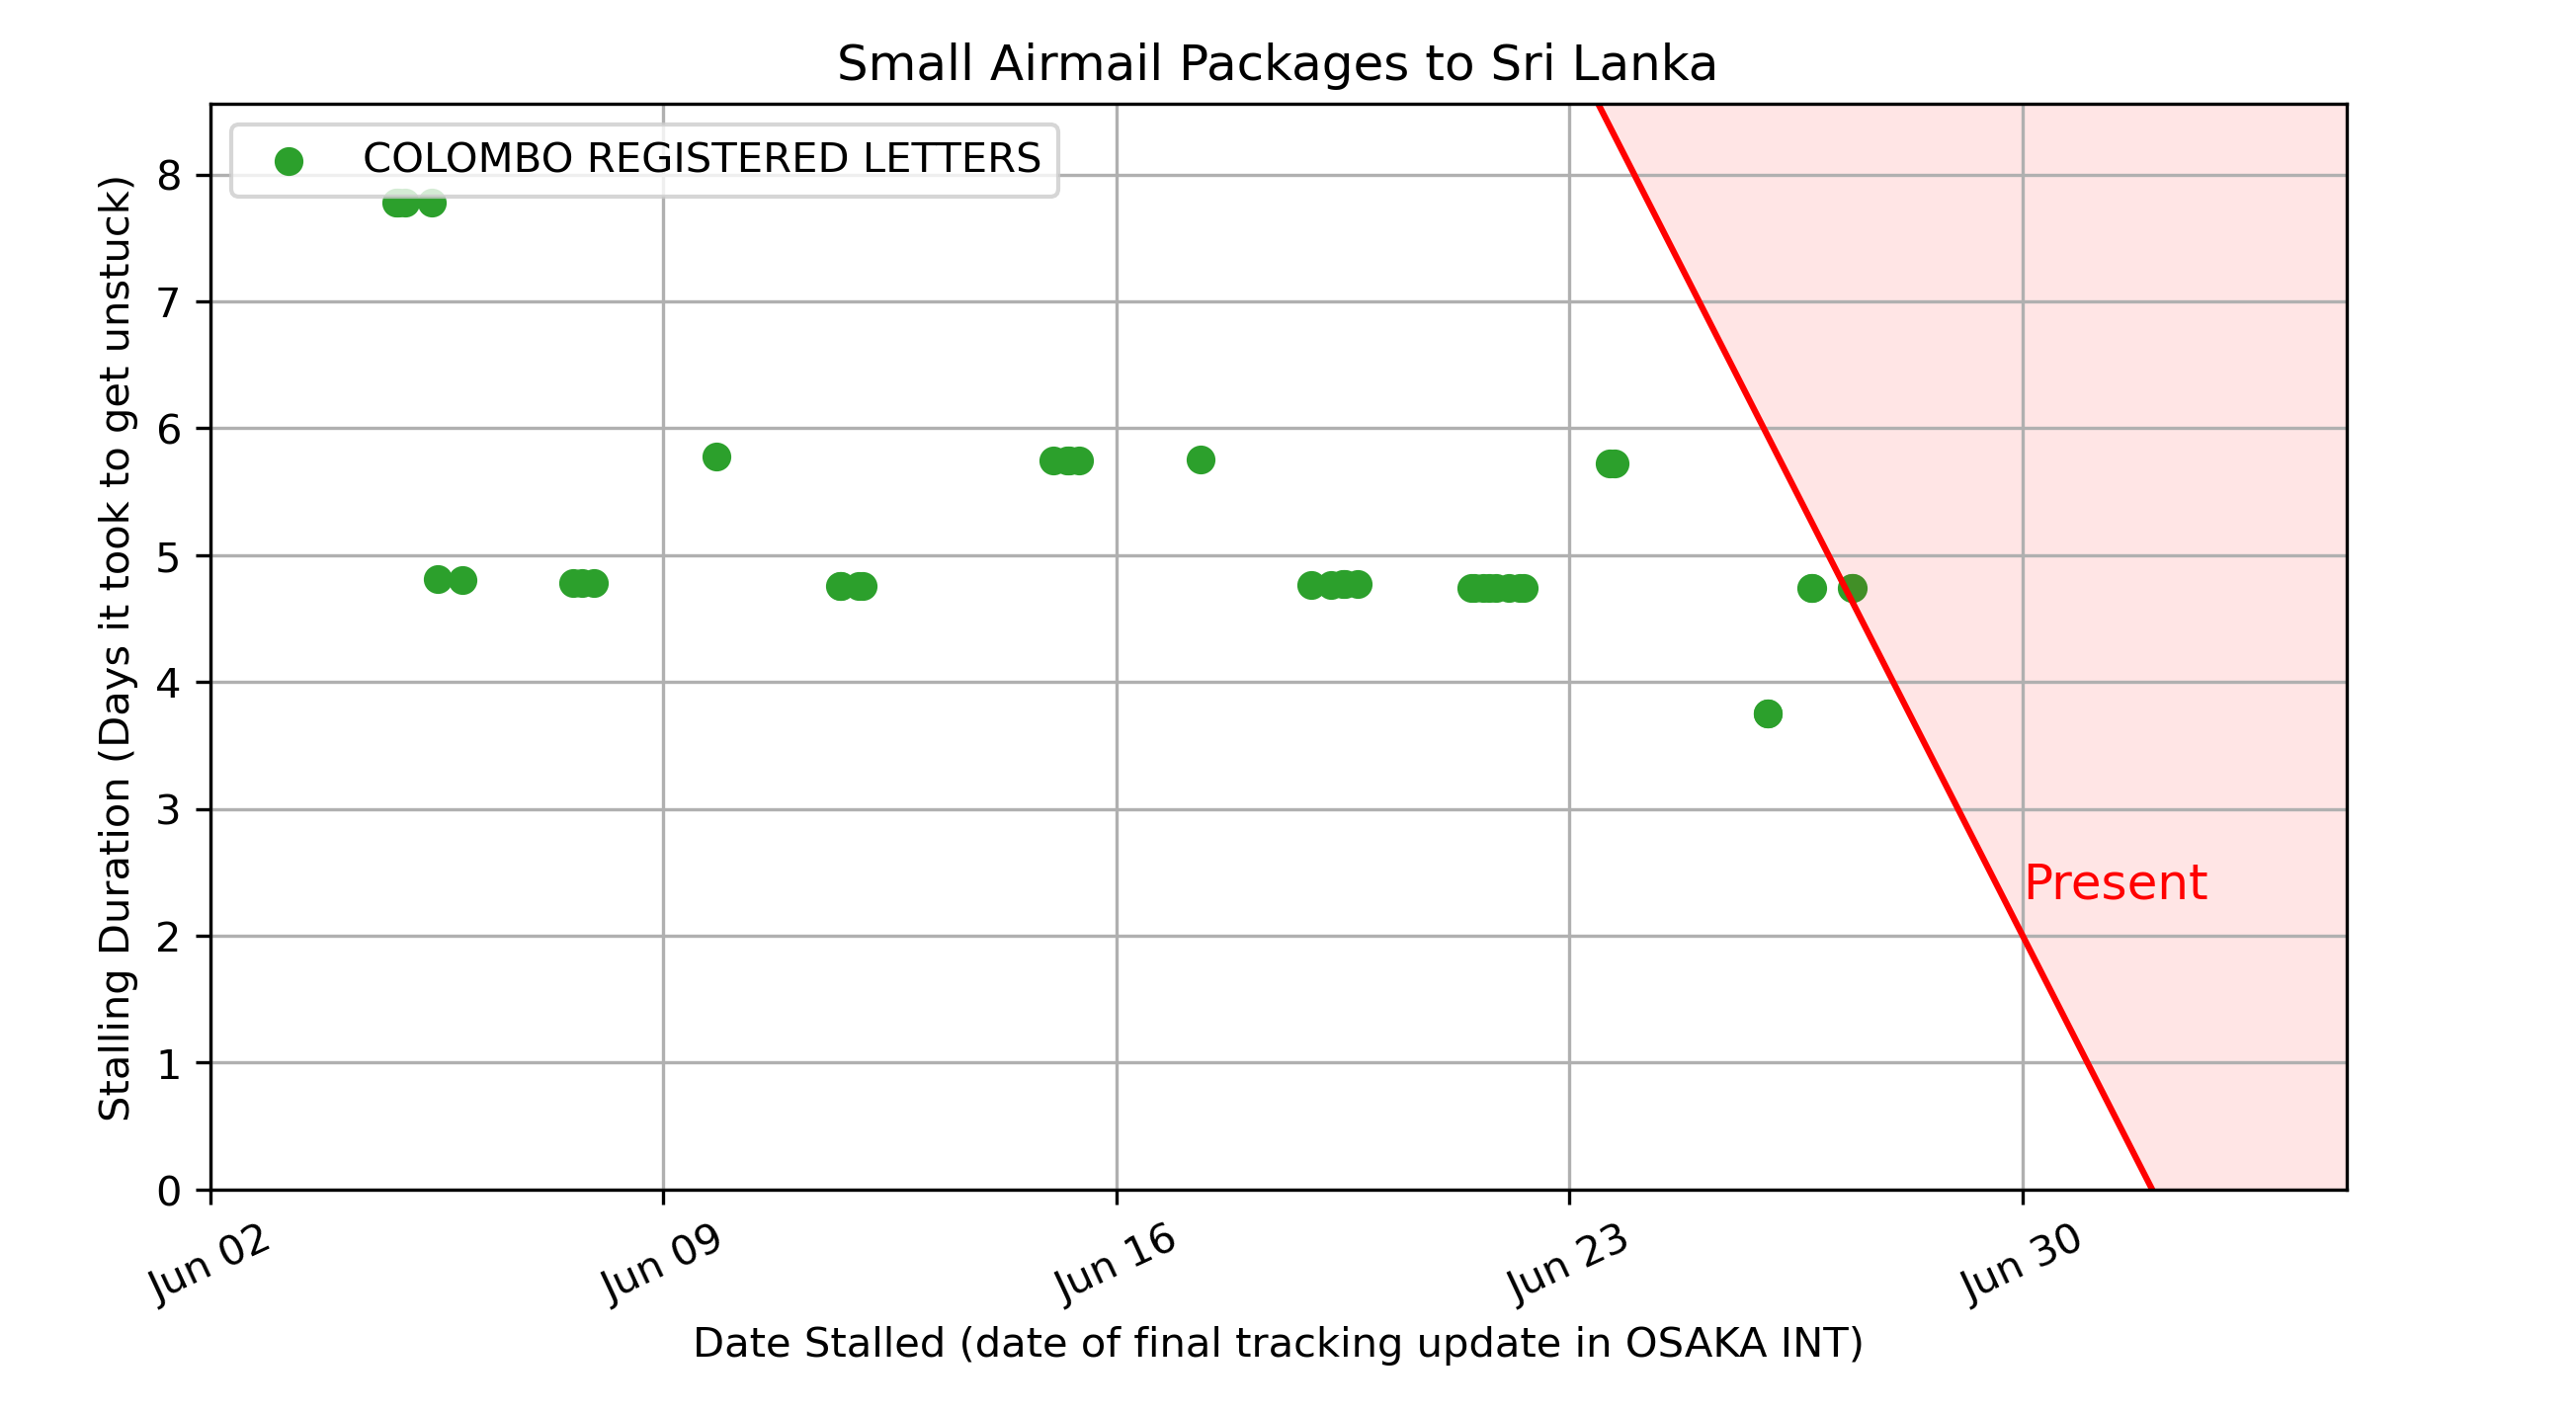 Small Airmail Packages to Sri Lanka
COLOMBO REGISTERED LETTERS
Stalling Duration (Days it took to get unstuck)
8
7
6
5
4
3
2
1
0
Present
Jun 02
Jun 09
Jun 16
Jun 23
Jun 30
Date Stalled (date of final tracking update in OSAKA INT)